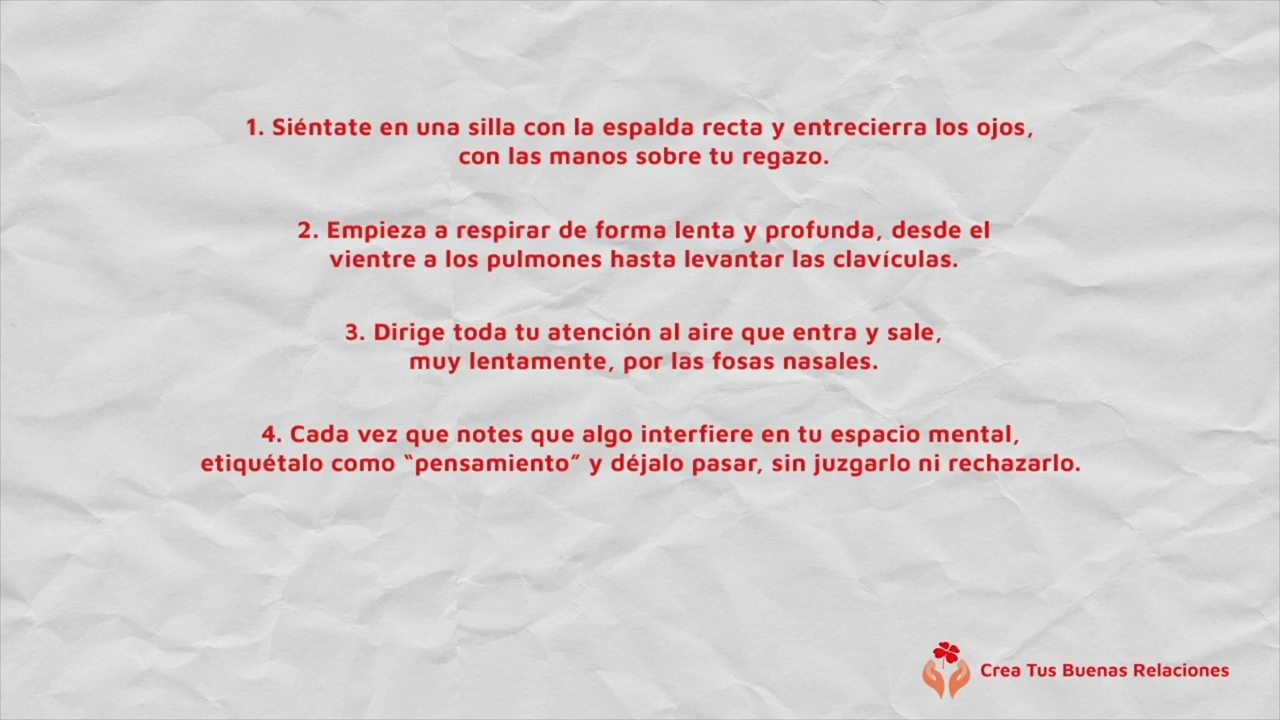 1. Siéntate en una silla con la espalda recta y entrecierra los ojos,
con las manos sobre tu regazo.
2. Empieza a respirar de forma lenta y profunda, desde el
vientre a los pulmones hasta levantar las clavículas.
3. Dirige toda tu atención al aire que entra y sale,
muy lentamente, por las fosas nasales.
4. Cada vez que notes que algo interfiere en tu espacio mental,
etiquétalo como “pensamiento” y déjalo pasar, sin juzgarlo ni rechazarlo.
Crea Tus Buenas Relaciones